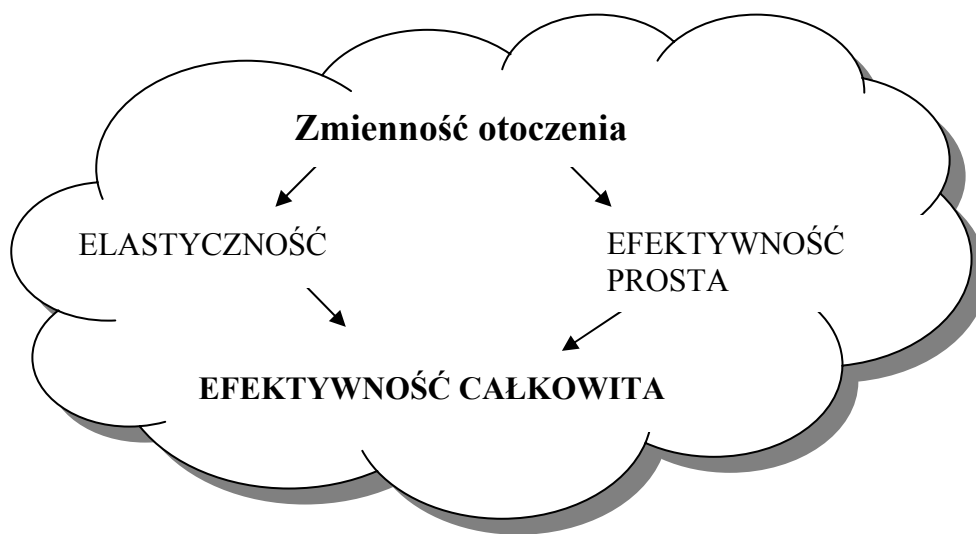 Zmienność otoczenia
ELASTYCZNOŚĆ
EFEKTYWNOŚĆ
PROSTA
EFEKTYWNOŚĆ CAŁKOWITA